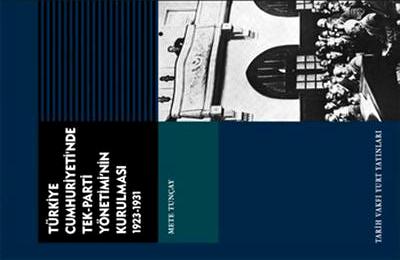 TÜRKİYE
CUMHURİYETİ'NDE
TEK-PARTİ
YÖNETİMİ'NİN
KURULMASI
1923-1931
METE TUNÇAY
TARİH VAKFI YURT YAYINLARI